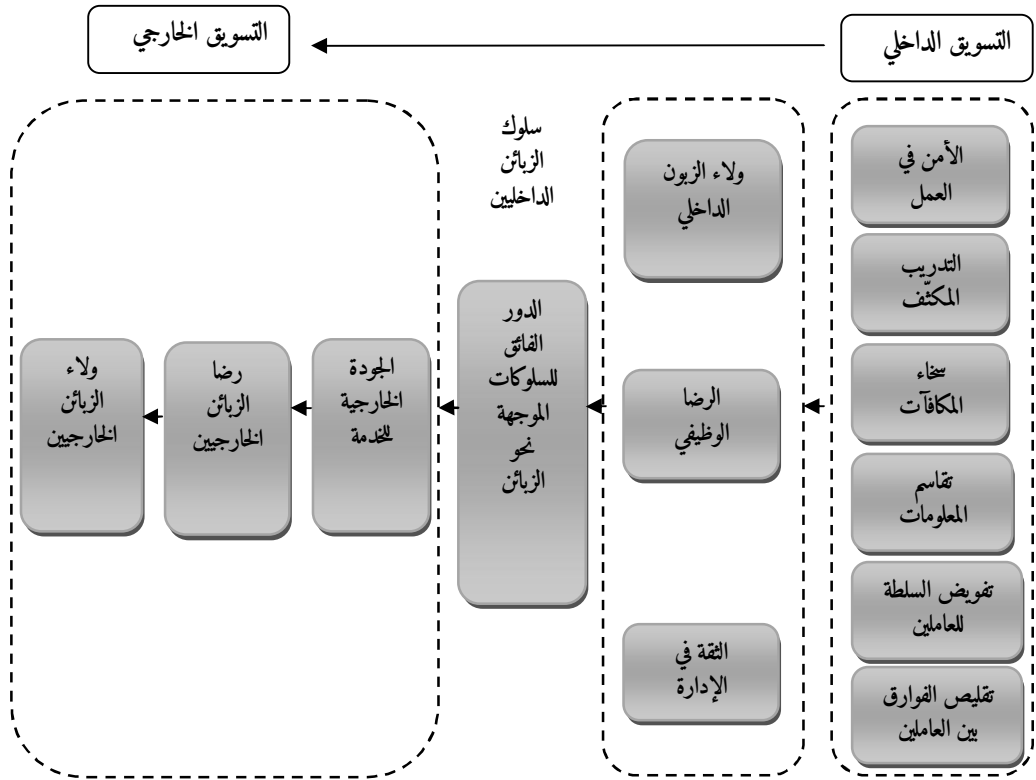 التسويق الداخلي
التسويق الخارجي
الأمن في
العمل
التدريب
المكثّف
سخاء
المكافآت
تقاسم
المعلومات
تفويض السلطة
للعاملين
تقليص الفوارق
بين العاملين
ولاء الزبون
الداخلي
الرضا
الوظيفي
الثقة في
الإدارة
سلوك
الزبائن
الداخليين
الدور
الفائق
للسلوكات
الموجهة
نحو
الزبائن
الجودة
الخارجية
للخدمة
رضا
الزبائن
الخارجيين
ولاء
الزبائن
الخارجيين